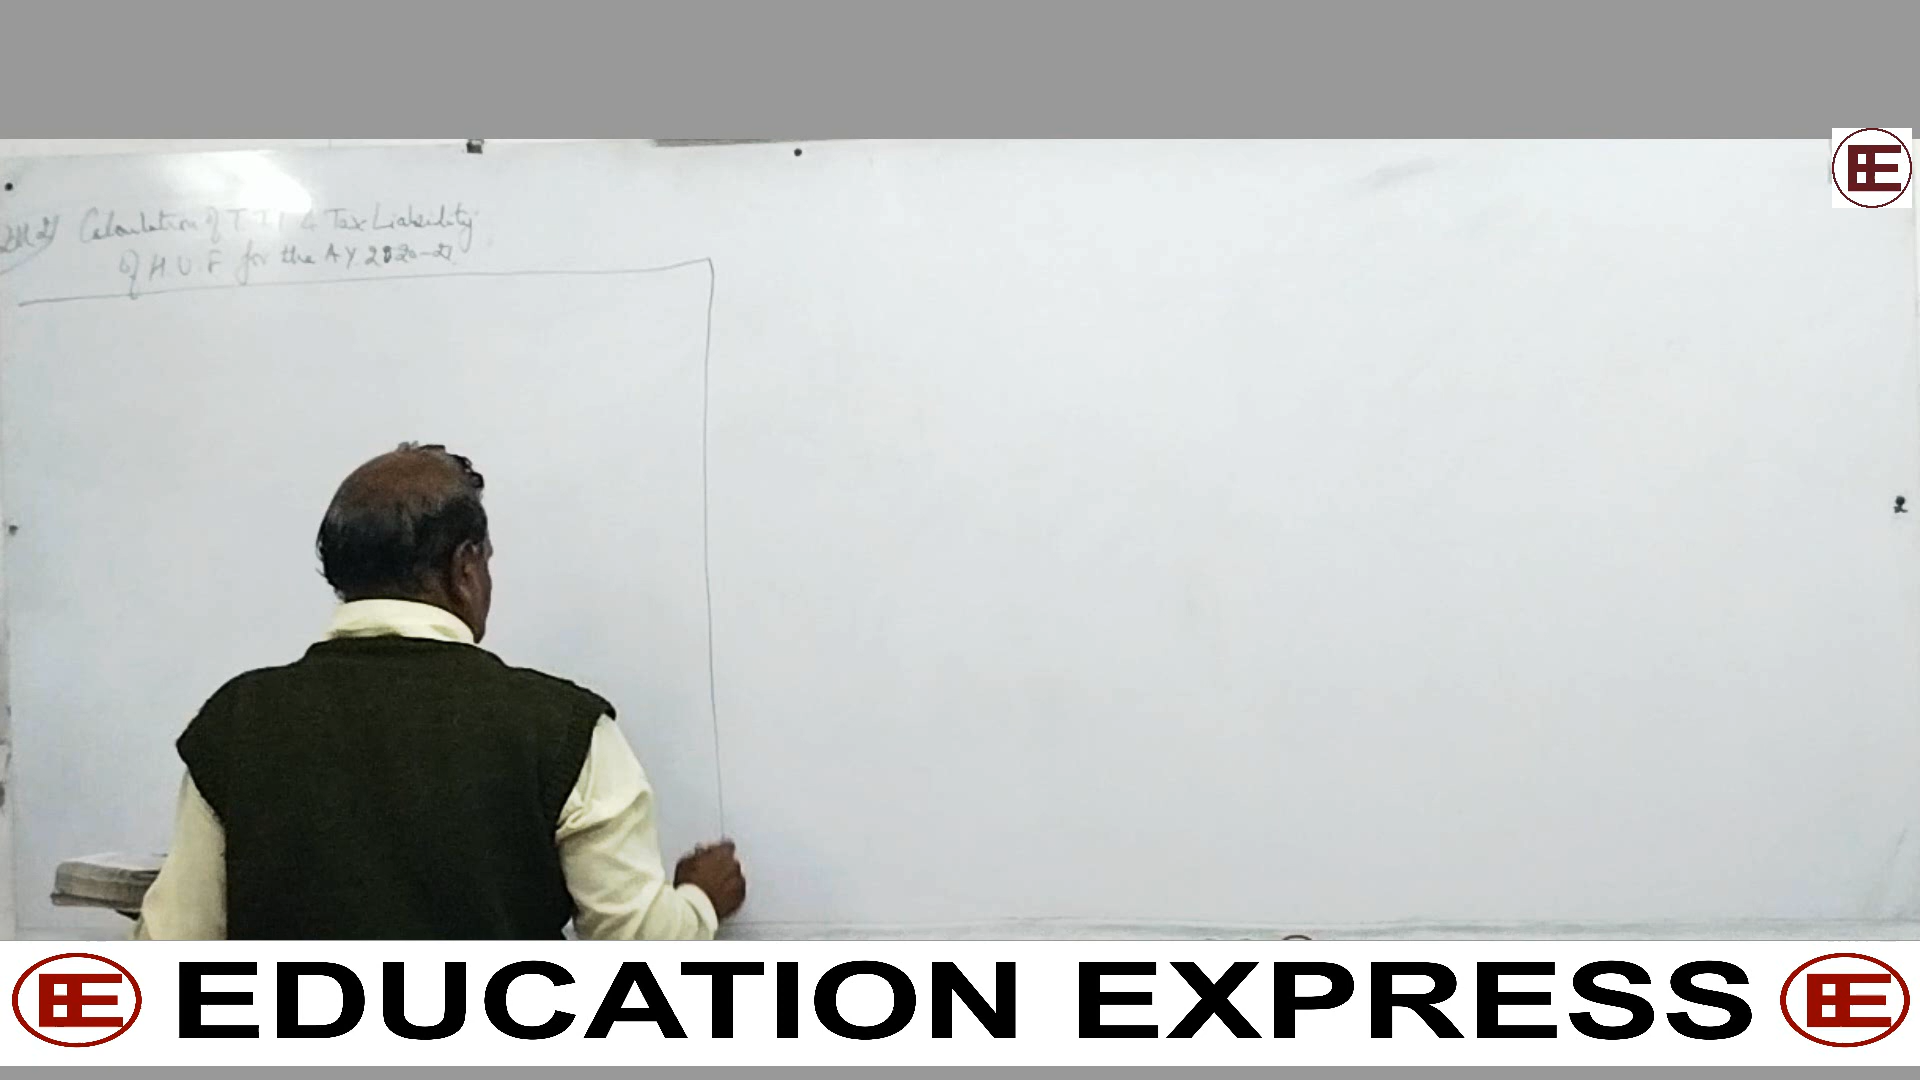 Calculation of T.T.I & Tax Liability
of H.U.F for the A.Y. 2020-21
EDUCATION EXPRESS